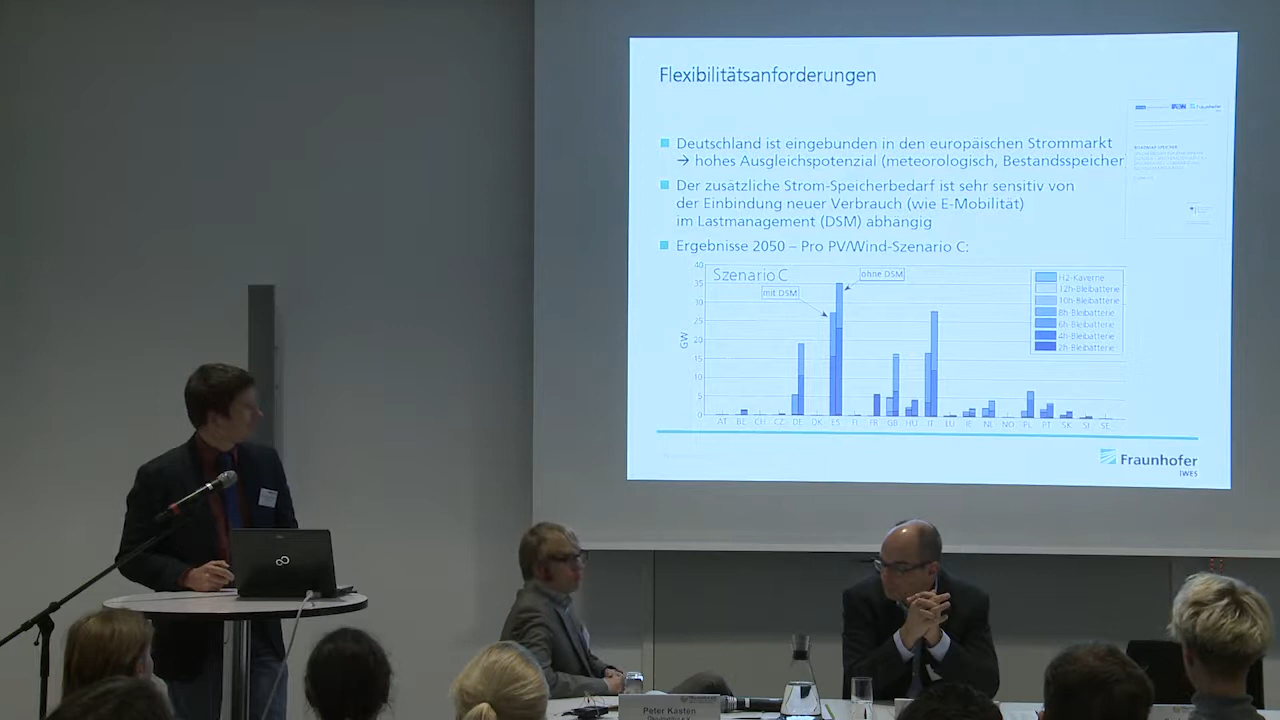 Flexibilitätsanforderungen
Deutschland ist eingebunden in den europäischen Strommarkt
→ hohes Ausgleichspotenzial (meteorologisch, Bestandsspeicher
Der zusätzliche Strom-Speicherbedarf ist sehr sensitiv von
der Einbindung neuer Verbrauch (wie E-Mobilität)
im Lastmanagement (DSM) abhängig
Ergebnisse 2050 – Pro PV/Wind-Szenario C:
Szenario C
mit DSM
ohne DSM
H2-Kaverne
12h-Bleibatterie
10h-Bleibatterie
8h-Bleibatterie
6h-Bleibatterie
4h-Bleibatterie
2h-Bleibatterie
GW
40
35
30
25
20
15
10
5
0
AT BE CH CZ DE DK ES FI FR GB HU IT LU IE NL NO PL PT SK SI SE
Fraunhofer
IWES
Fraunhofer
Peter Kasten